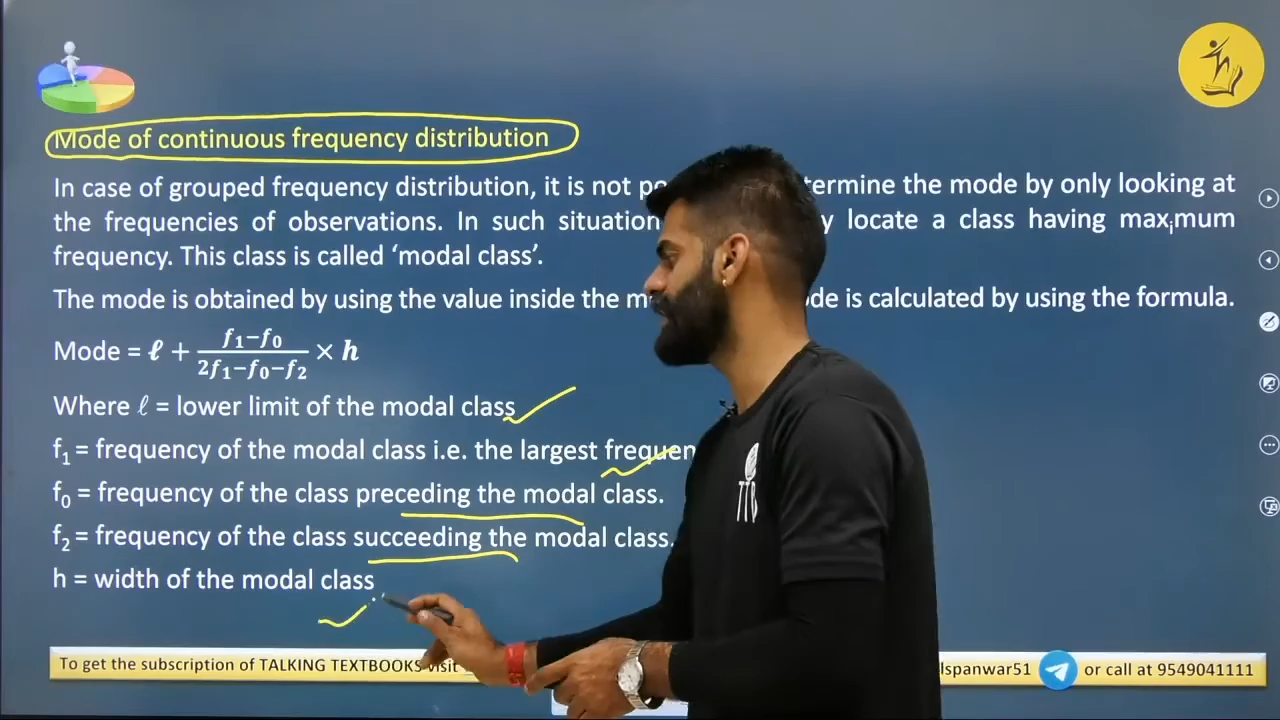 Mode of continuous frequency distribution
In case of grouped frequency distribution, it is not termine the mode by only looking at
the frequencies of observations. In such situation locate a class having maximum
frequency. This class is called ‘modal class’.
The mode is obtained by using the value inside the is calculated by using the formula.
Mode = ℓ + (f₁−f₀)/(2f₁−f₀−f₂) × h
Where ℓ = lower limit of the modal class
f₁ = frequency of the modal class i.e. the largest frequen
f₀ = frequency of the class preceding the modal class.
f₂ = frequency of the class succeeding the modal class.
h = width of the modal class
TTB
To get the subscription of TALKING TEXTBOOKS visit lspanwar51 or call at 9549041111